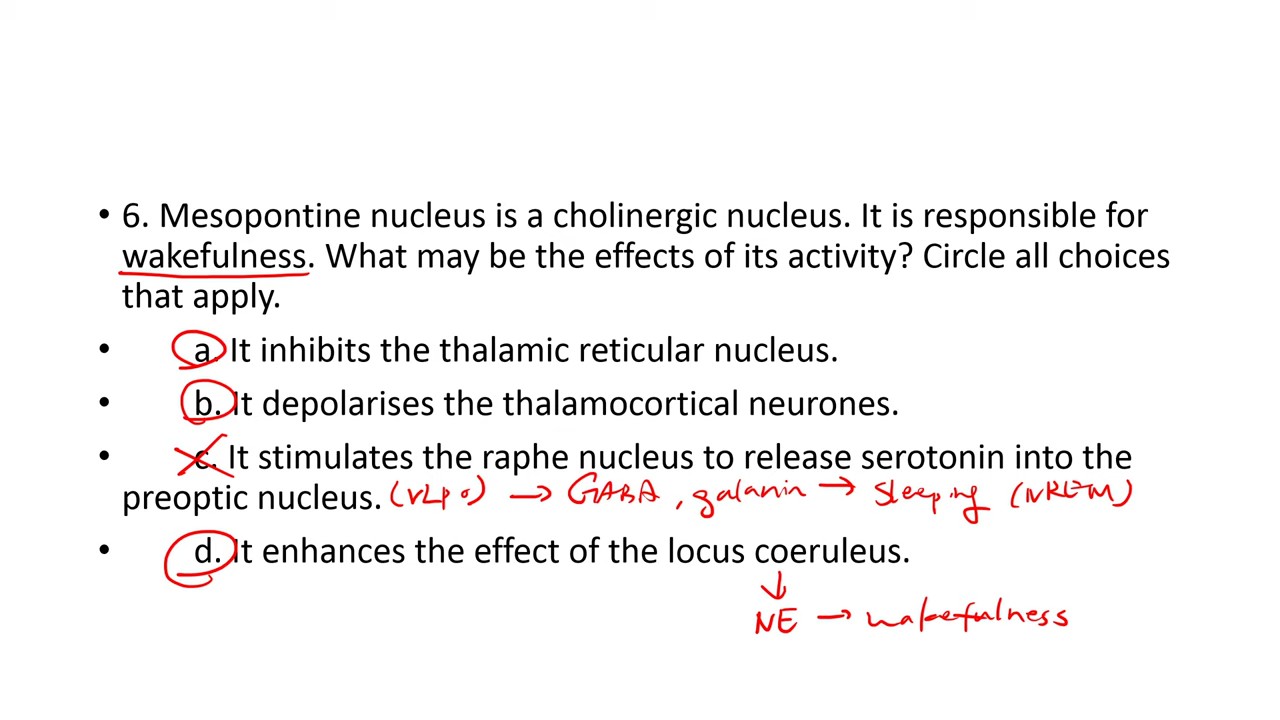 • 6. Mesopontine nucleus is a cholinergic nucleus. It is responsible for
wakefulness. What may be the effects of its activity? Circle all choices
that apply.
• a. It inhibits the thalamic reticular nucleus.
• b. It depolarises the thalamocortical neurones.
• c. It stimulates the raphe nucleus to release serotonin into the
preoptic nucleus. (VLPO) → GABA, galanin → sleeping (NREM)
• d. It enhances the effect of the locus coeruleus.
↓
NE → wakefulness